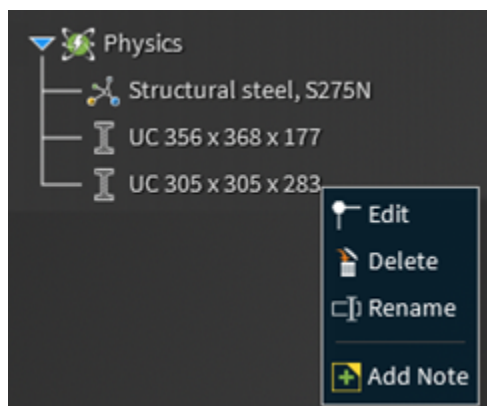 Physics
Structural steel, S275N
UC 356 x 368 x 177
UC 305 x 305 x 283
Edit
Delete
Rename
Add Note